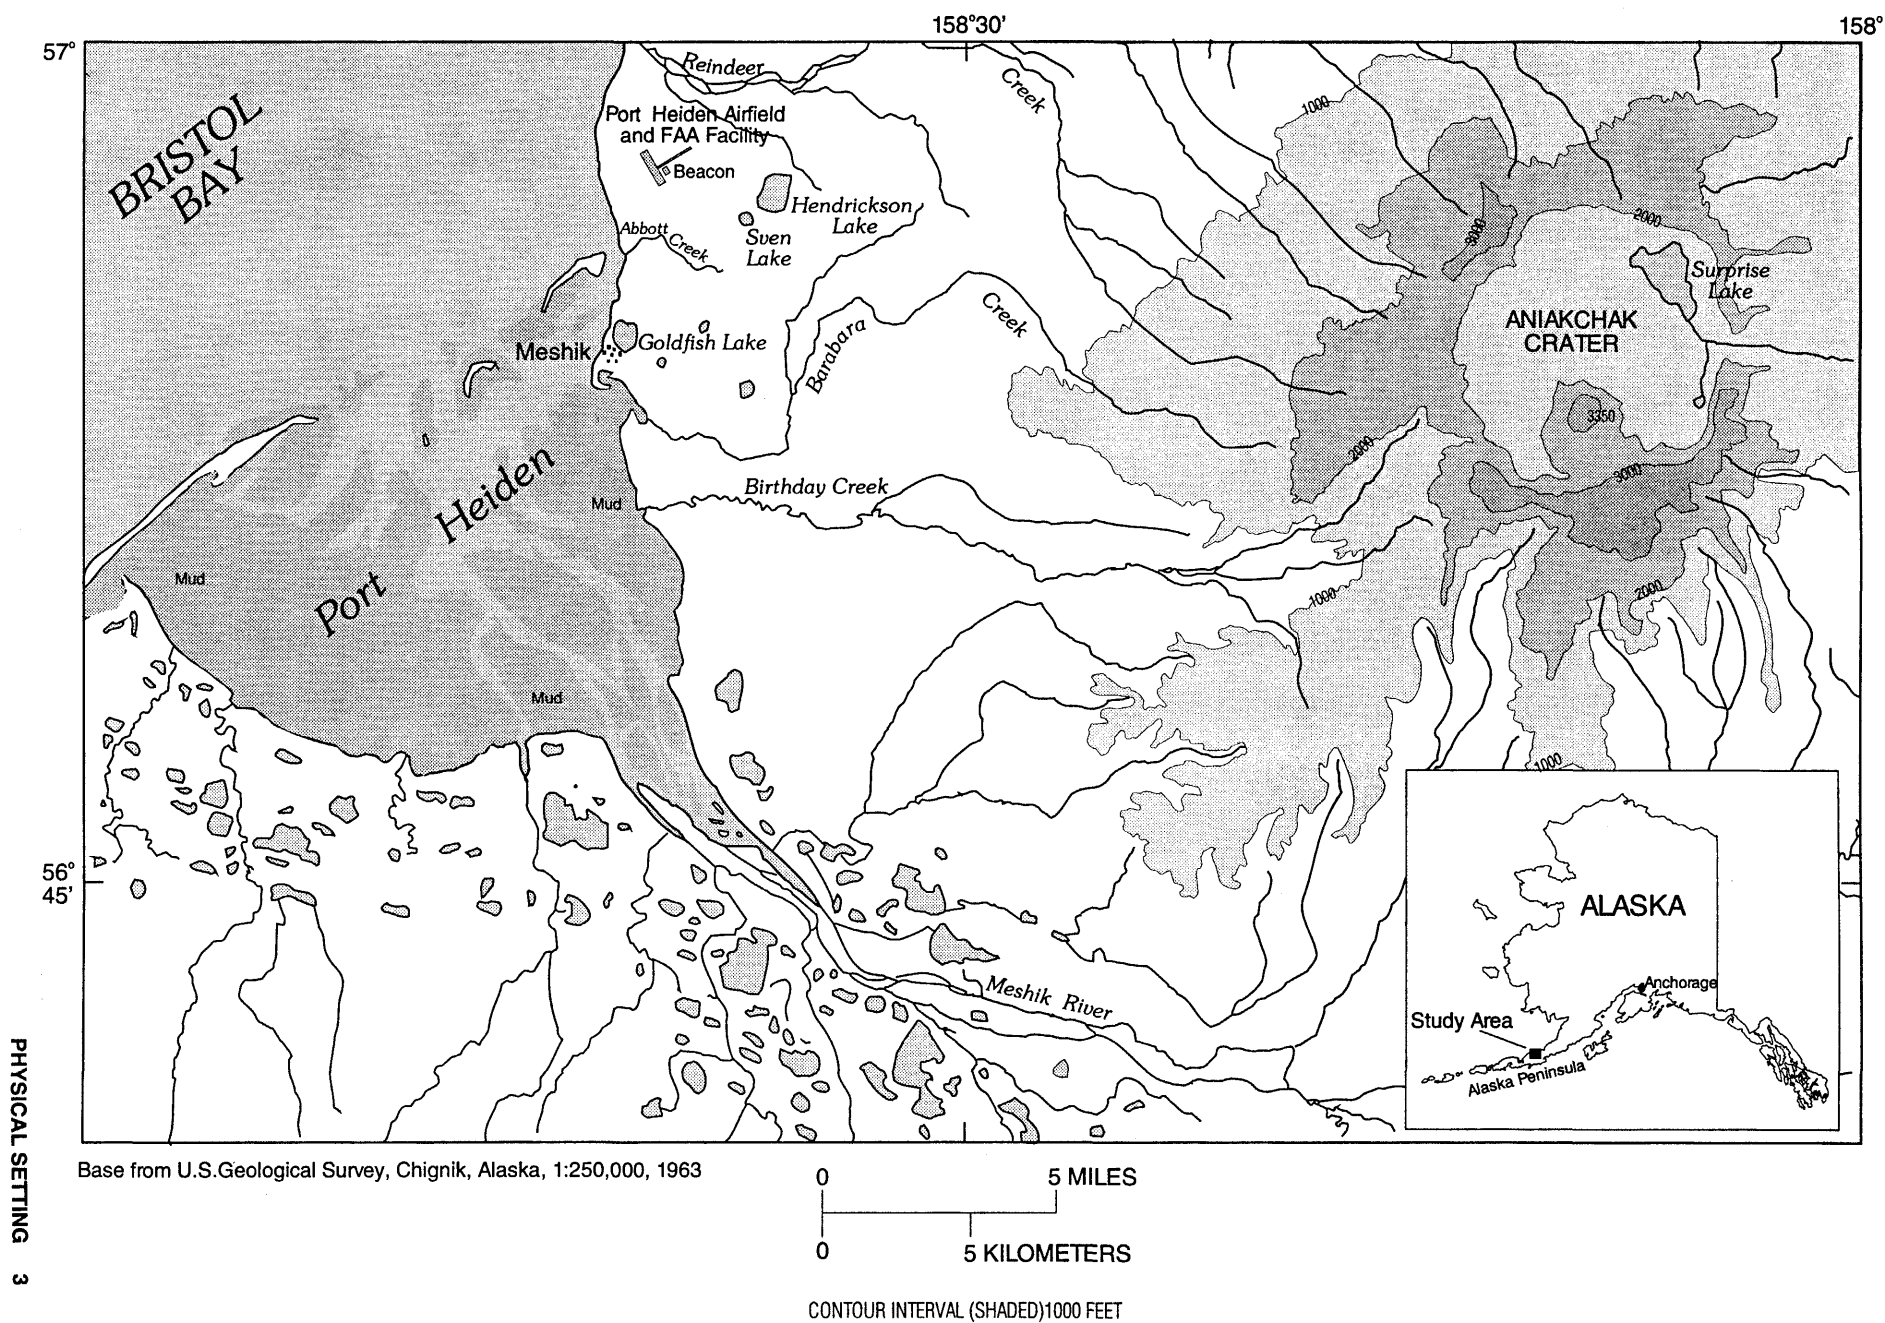 158°30'
158°
57°
Reindeer
Creek
1000
BRISTOL
BAY
Port Heiden Airfield
and FAA Facility
Beacon
Hendrickson
Lake
Sven
Lake
Abbott
Creek
3000
2000
Surprise
Lake
ANIAKCHAK
CRATER
Creek
Barabara
Meshik
Goldfish Lake
3350
2000
3000
Heiden
Birthday Creek
Mud
Mud
Port
1000
2000
Mud
1000
56°
45'
ALASKA
Anchorage
Study Area
Alaska Peninsula
Meshik River
Base from U.S.Geological Survey, Chignik, Alaska, 1:250,000, 1963
0
5 MILES
0
5 KILOMETERS
CONTOUR INTERVAL (SHADED)1000 FEET
PHYSICAL SETTING 3